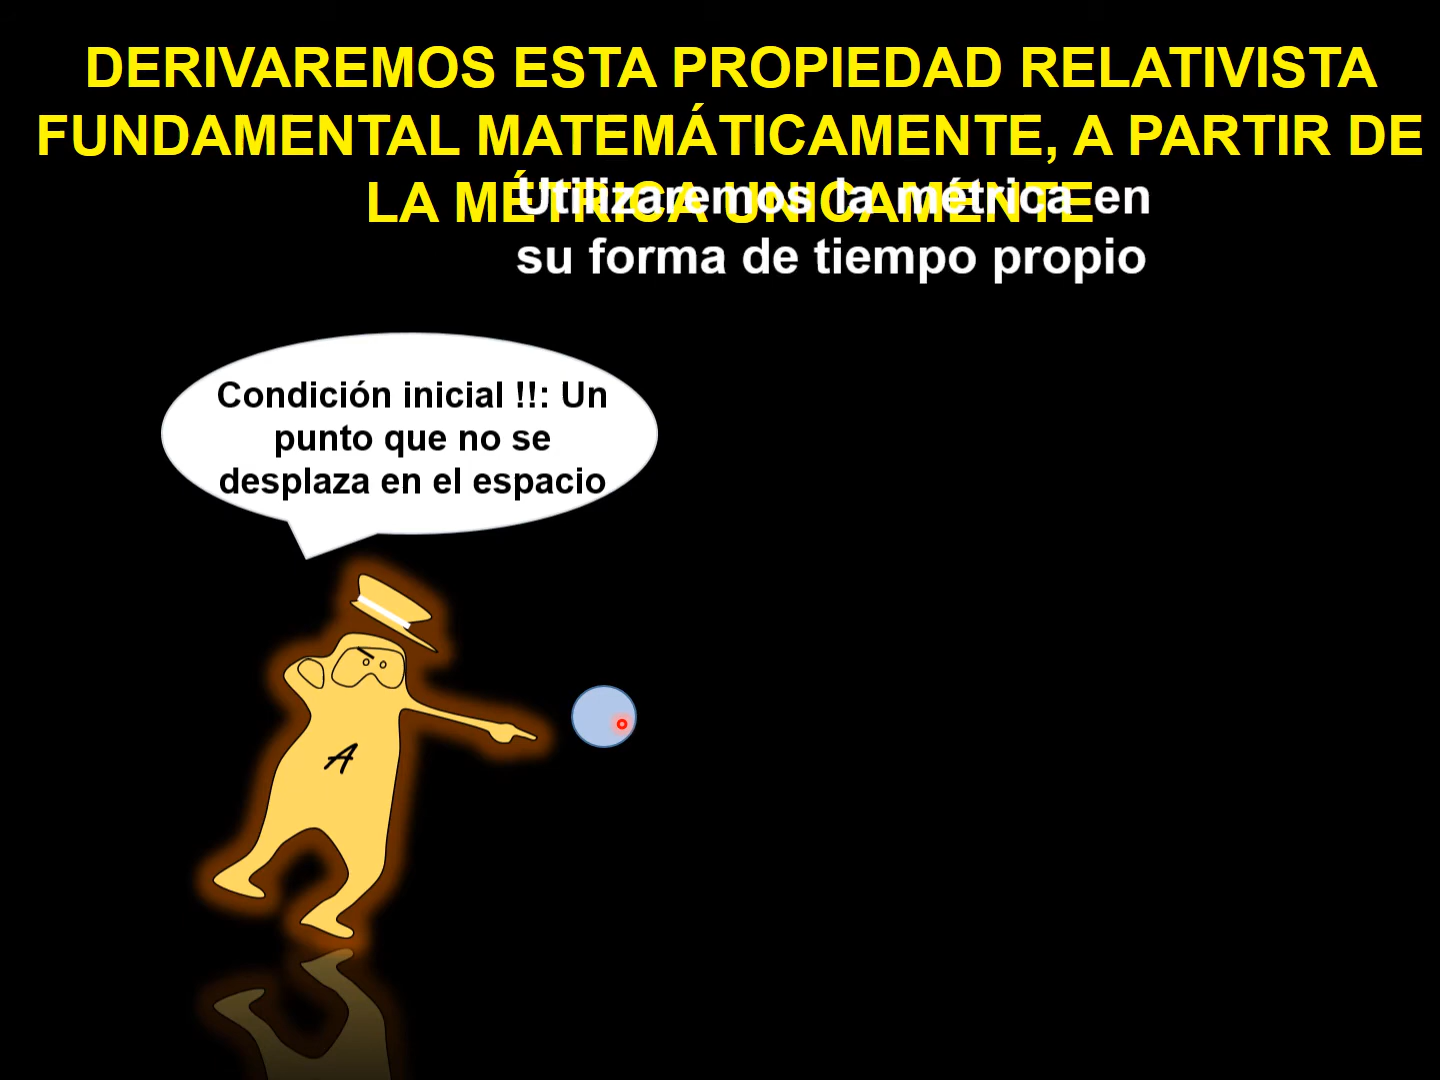 DERIVAREMOS ESTA PROPIEDAD RELATIVISTA
FUNDAMENTAL MATEMÁTICAMENTE, A PARTIR DE
LA MÉTRICA UNICAMENTE
Utilizaremos la métrica en
su forma de tiempo propio
Condición inicial !!: Un
punto que no se
desplaza en el espacio
A